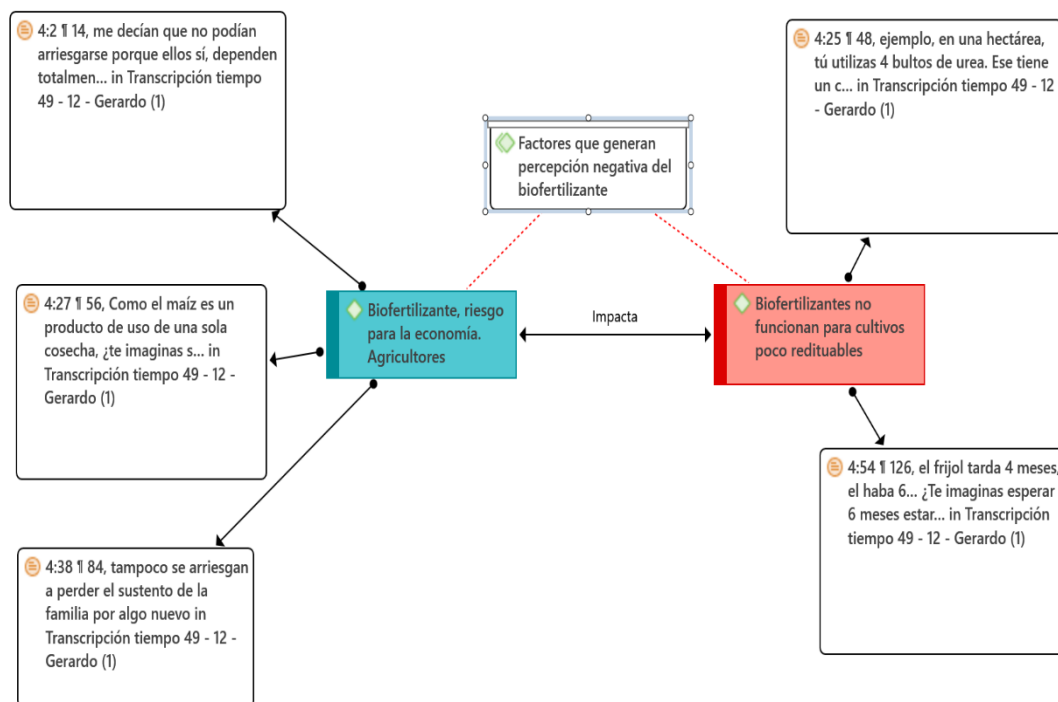 4:2 ¶ 14, me decían que no podían
arriesgarse porque ellos sí, dependen
totalmen... in Transcripción tiempo
49 - 12 - Gerardo (1)
4:25 ¶ 48, ejemplo, en una hectárea,
tú utilizas 4 bultos de urea. Ese tiene
un c... in Transcripción tiempo 49 - 12
- Gerardo (1)
Factores que generan
percepción negativa del
biofertilizante
4:27 ¶ 56, Como el maíz es un
producto de uso de una sola
cosecha, ¿te imaginas s... in
Transcripción tiempo 49 - 12 -
Gerardo (1)
Biofertilizante, riesgo
para la economía.
Agricultores
Impacta
Biofertilizantes no
funcionan para cultivos
poco redituables
4:54 ¶ 126, el frijol tarda 4 meses,
el haba 6... ¿Te imaginas esperar
6 meses estar... in Transcripción
tiempo 49 - 12 - Gerardo (1)
4:38 ¶ 84, tampoco se arriesgan
a perder el sustento de la
familia por algo nuevo in
Transcripción tiempo 49 - 12 -
Gerardo (1)